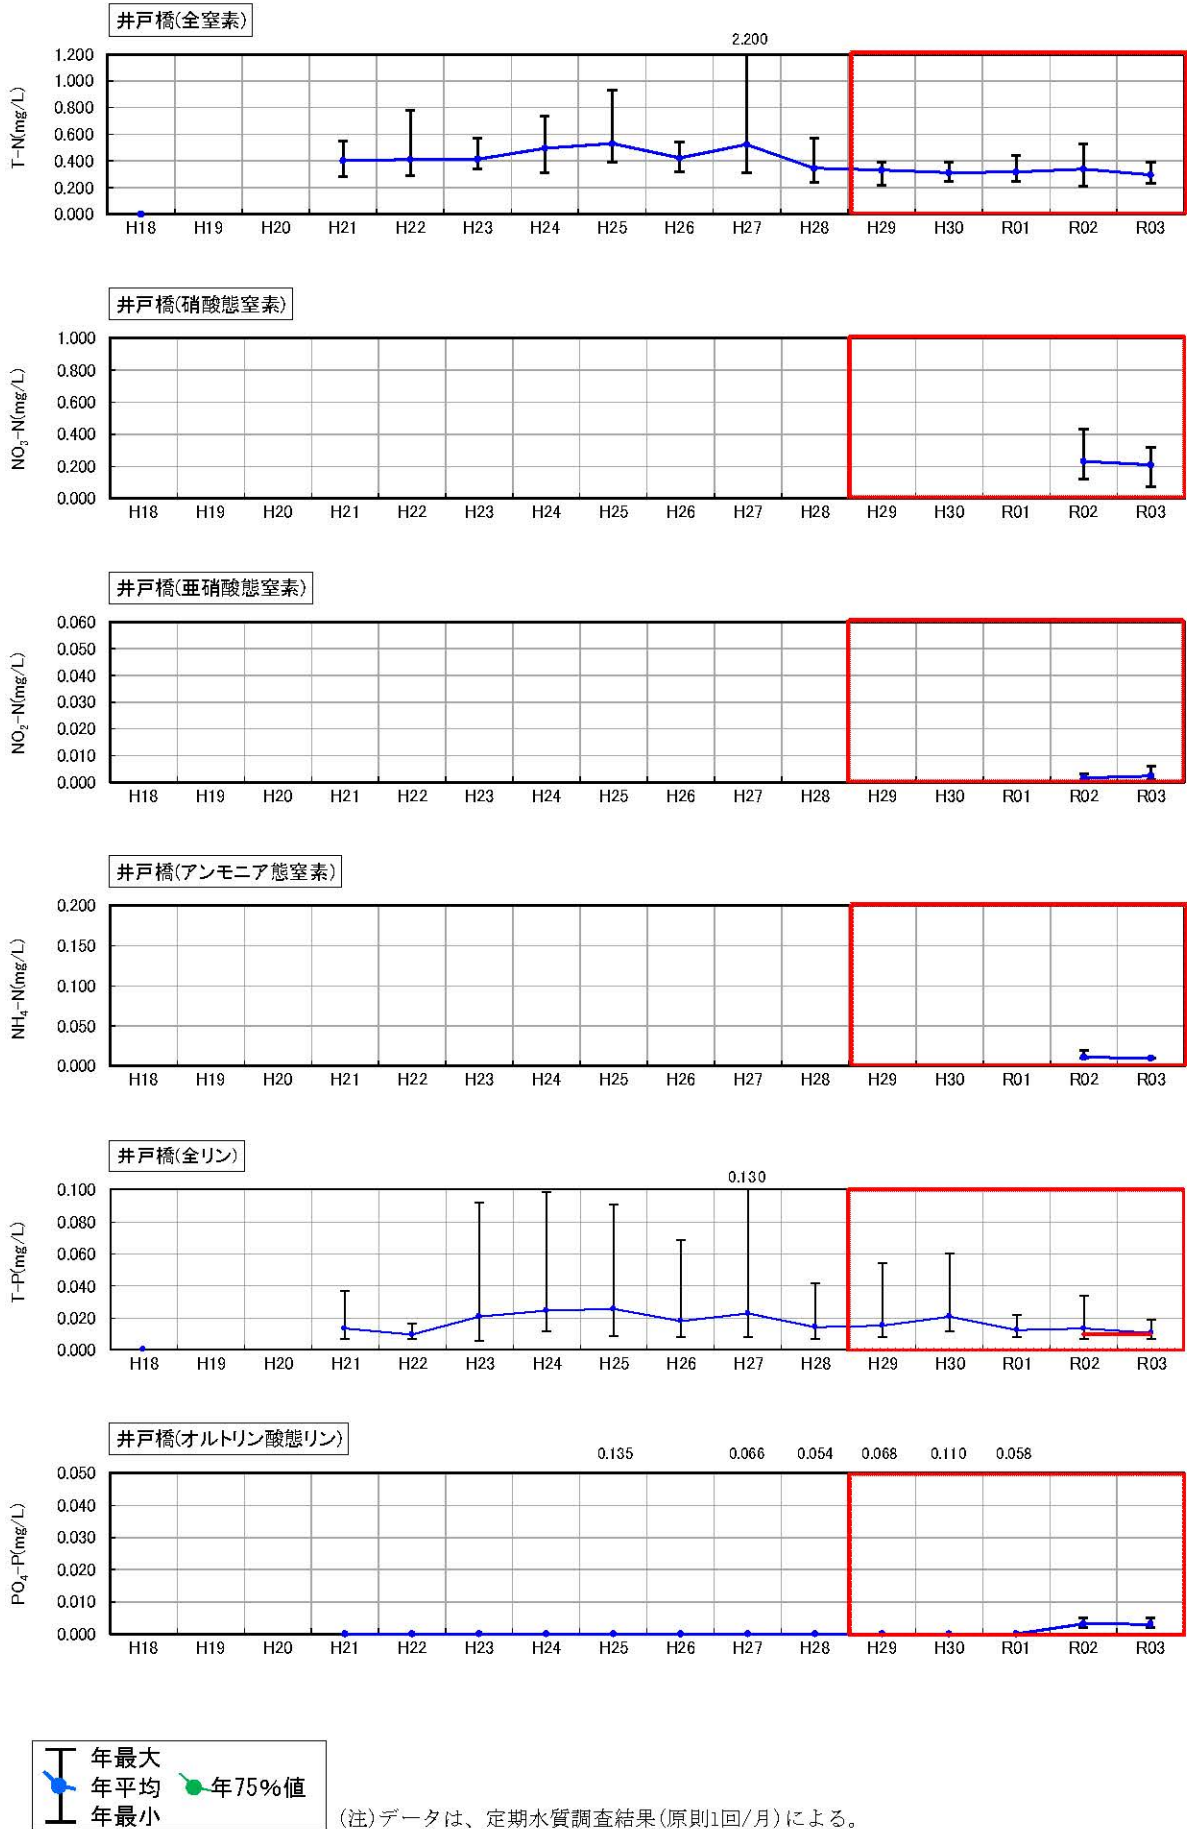 井戸橋(全窒素)
2.200
T-N(mg/L)
1.200
1.000
0.800
0.600
0.400
0.200
0.000
H18 H19 H20 H21 H22 H23 H24 H25 H26 H27 H28 H29 H30 R01 R02 R03
井戸橋(硝酸態窒素)
NO₃-N(mg/L)
1.000
0.800
0.600
0.400
0.200
0.000
H18 H19 H20 H21 H22 H23 H24 H25 H26 H27 H28 H29 H30 R01 R02 R03
井戸橋(亜硝酸態窒素)
NO₂-N(mg/L)
0.060
0.050
0.040
0.030
0.020
0.010
0.000
H18 H19 H20 H21 H22 H23 H24 H25 H26 H27 H28 H29 H30 R01 R02 R03
井戸橋(アンモニア態窒素)
NH₄-N(mg/L)
0.200
0.150
0.100
0.050
0.000
H18 H19 H20 H21 H22 H23 H24 H25 H26 H27 H28 H29 H30 R01 R02 R03
井戸橋(全リン)
0.130
T-P(mg/L)
0.100
0.080
0.060
0.040
0.020
0.000
H18 H19 H20 H21 H22 H23 H24 H25 H26 H27 H28 H29 H30 R01 R02 R03
井戸橋(オルトリン酸態リン)
0.135 0.066 0.054 0.068 0.110 0.058
PO₄-P(mg/L)
0.050
0.040
0.030
0.020
0.010
0.000
H18 H19 H20 H21 H22 H23 H24 H25 H26 H27 H28 H29 H30 R01 R02 R03
年最大
年平均 年75%値
年最小
(注)データは、定期水質調査結果(原則1回/月)による。